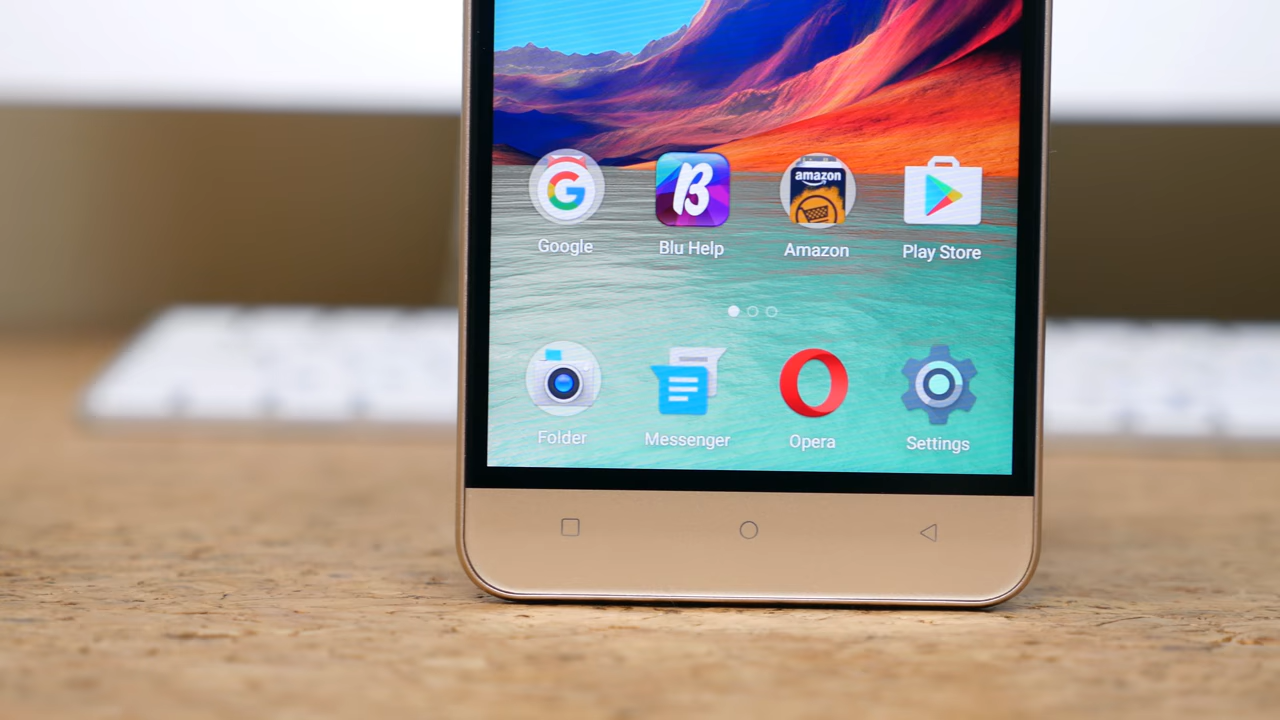 Google
Blu Help
amazon
Amazon
Play Store
Folder
Messenger
Opera
Settings